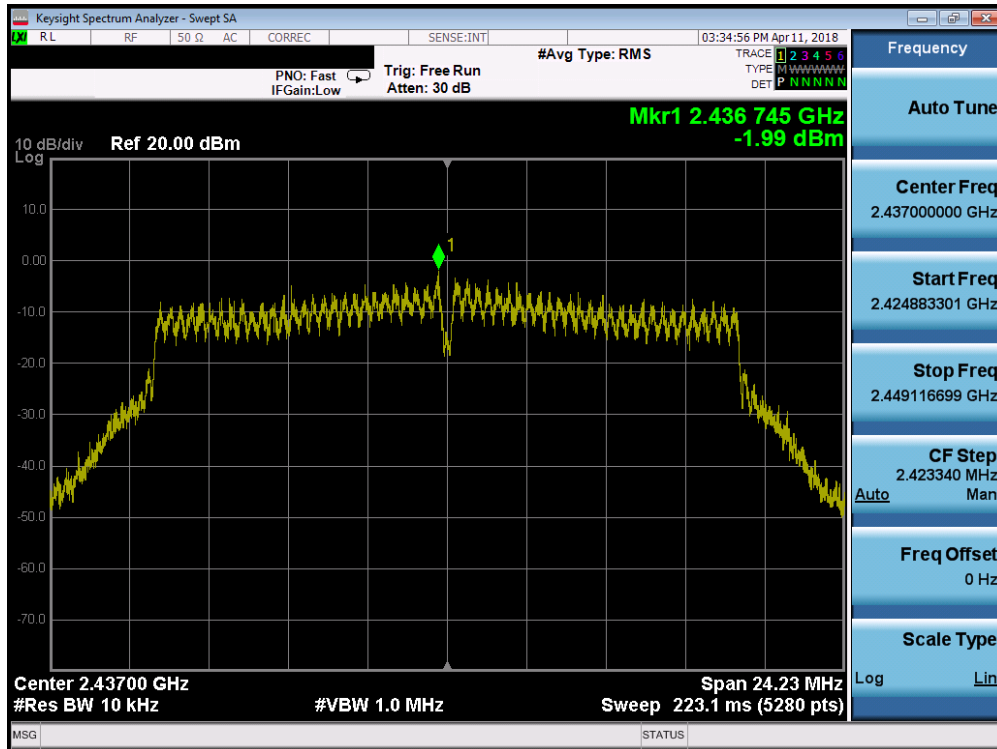 Keysight Spectrum Analyzer - Swept SA
LXI RL RF 50 Ω AC CORREC SENSE:INT 03:34:56 PM Apr 11, 2018
#Avg Type: RMS TRACE 1 2 3 4 5 6
PNO: Fast Trig: Free Run TYPE M WWWWW
IFGain:Low Atten: 30 dB DET P N N N N N
Mkr1 2.436 745 GHz
-1.99 dBm
10 dB/div Ref 20.00 dBm
Log
10.0
1
0.00
-10.0
-20.0
-30.0
-40.0
-50.0
-60.0
-70.0
Center 2.43700 GHz Span 24.23 MHz
#Res BW 10 kHz #VBW 1.0 MHz Sweep 223.1 ms (5280 pts)
MSG STATUS
Frequency
Auto Tune
Center Freq
2.437000000 GHz
Start Freq
2.424883301 GHz
Stop Freq
2.449116699 GHz
CF Step
2.423340 MHz
Auto Man
Freq Offset
0 Hz
Scale Type
Log Lin